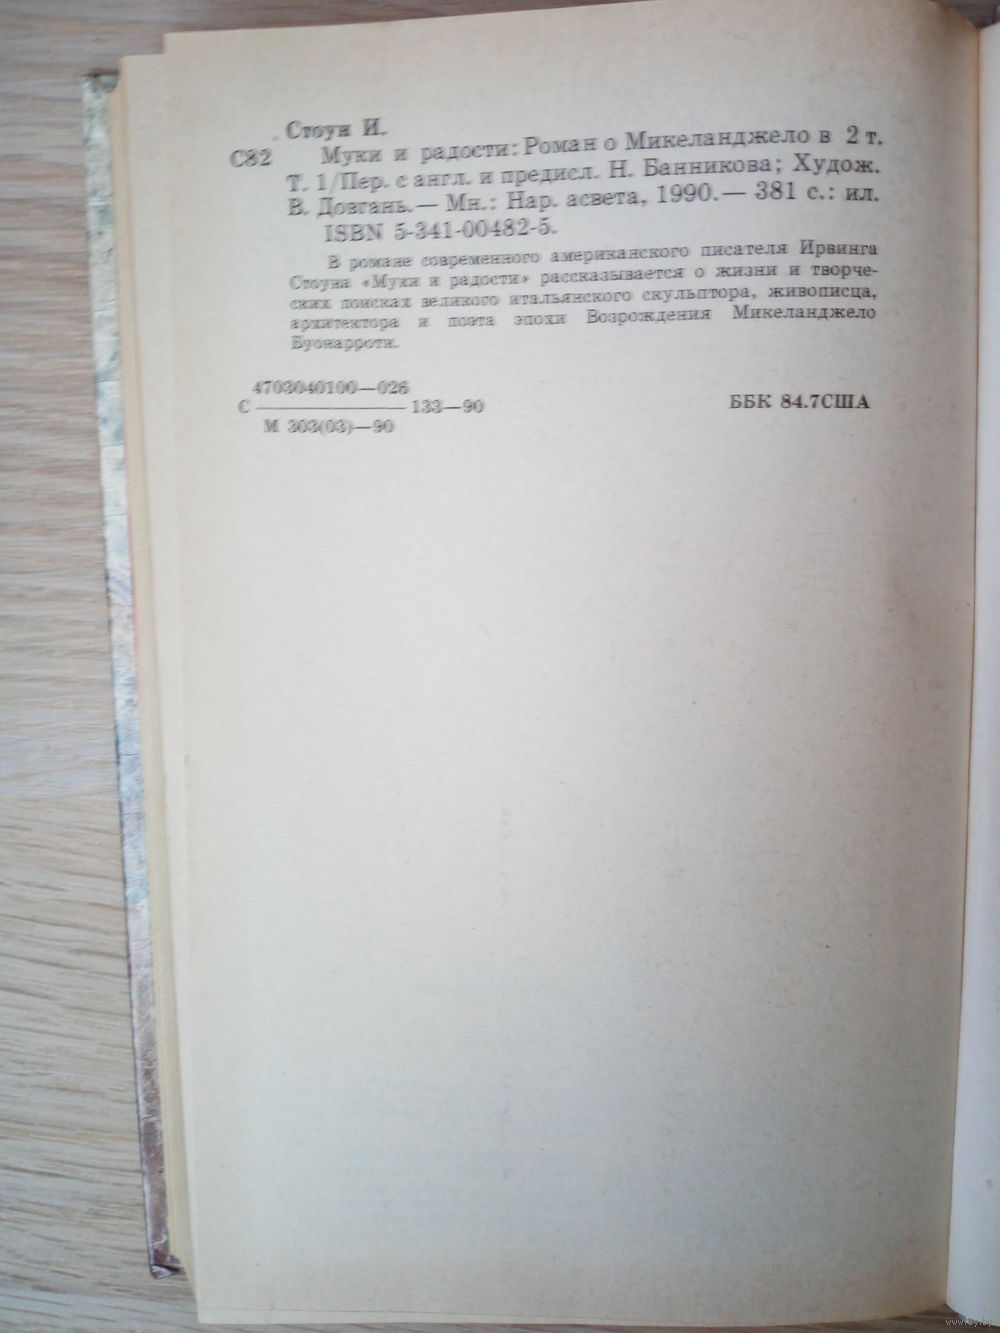 Стоун И.
С82 Муки и радости: Роман о Микеланджело в 2 т.
Т. 1/Пер. с англ. и предисл. Н. Банникова; Худож.
В. Довгань.— Мн.: Нар. асвета, 1990.— 381 с.: ил.
ISBN 5-341-00482-5.
В романе современного американского писателя Ирвинга
Стоуна «Муки и радости» рассказывается о жизни и творче-
ских поисках великого итальянского скульптора, живописца,
архитектора и поэта эпохи Возрождения Микеланджело
Буонарроти.
4703040100—026
С 133—90
М 303(03)—90
ББК 84.7США